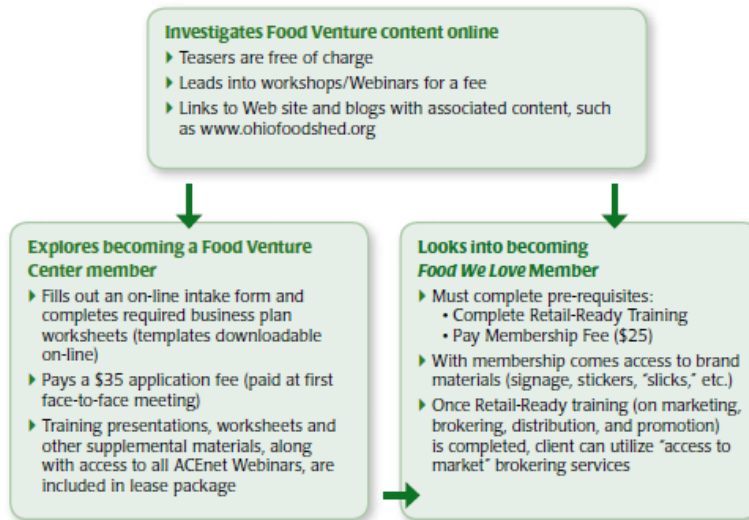 Investigates Food Venture content online
▸ Teasers are free of charge
▸ Leads into workshops/Webinars for a fee
▸ Links to Web site and blogs with associated content, such
as www.ohiofoodshed.org
Explores becoming a Food Venture
Center member
▸ Fills out an on-line intake form and
completes required business plan
worksheets (templates downloadable
on-line)
▸ Pays a $35 application fee (paid at first
face-to-face meeting)
▸ Training presentations, worksheets and
other supplemental materials, along
with access to all ACEnet Webinars, are
included in lease package
Looks into becoming
Food We Love Member
▸ Must complete pre-requisites:
• Complete Retail-Ready Training
• Pay Membership Fee ($25)
▸ With membership comes access to brand
materials (signage, stickers, "slicks," etc.)
▸ Once Retail-Ready training (on marketing,
brokering, distribution, and promotion)
is completed, client can utilize "access to
market" brokering services